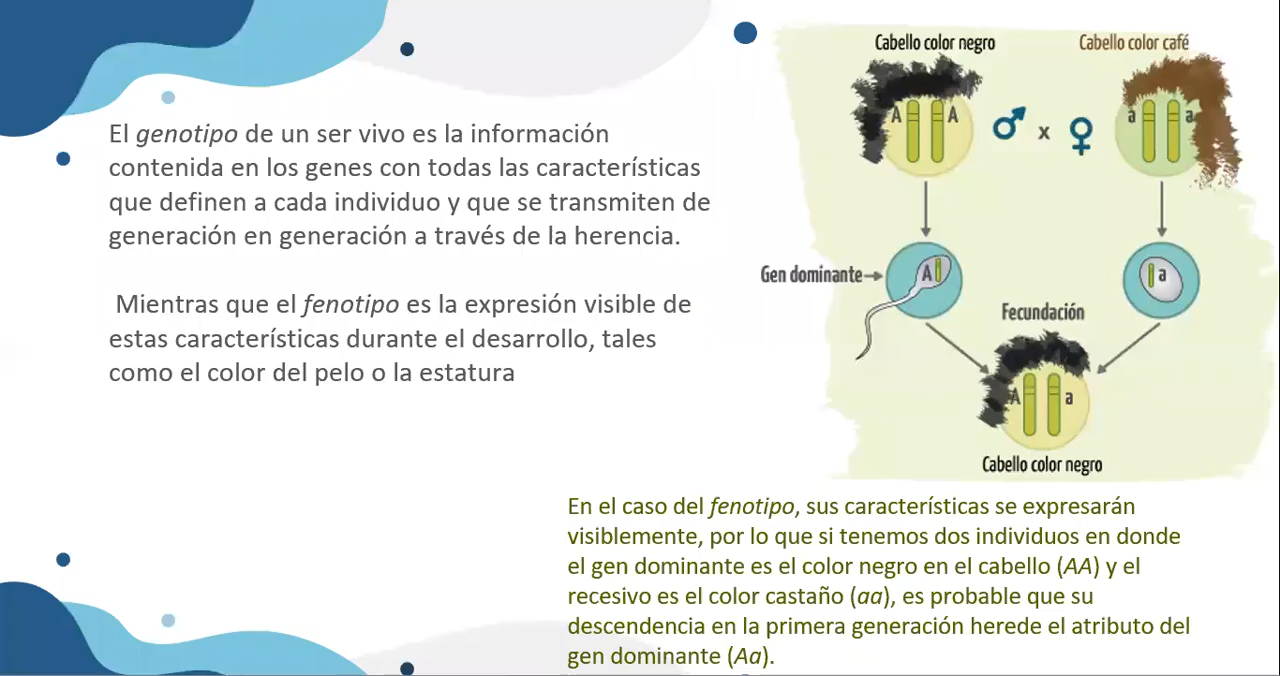 El genotipo de un ser vivo es la información
contenida en los genes con todas las características
que definen a cada individuo y que se transmiten de
generación en generación a través de la herencia.
Mientras que el fenotipo es la expresión visible de
estas características durante el desarrollo, tales
como el color del pelo o la estatura
Cabello color negro
Cabello color café
A A
x
a a
Gen dominante
A
a
Fecundación
A a
Cabello color negro
En el caso del fenotipo, sus características se expresarán
visiblemente, por lo que si tenemos dos individuos en donde
el gen dominante es el color negro en el cabello (AA) y el
recesivo es el color castaño (aa), es probable que su
descendencia en la primera generación herede el atributo del
gen dominante (Aa).